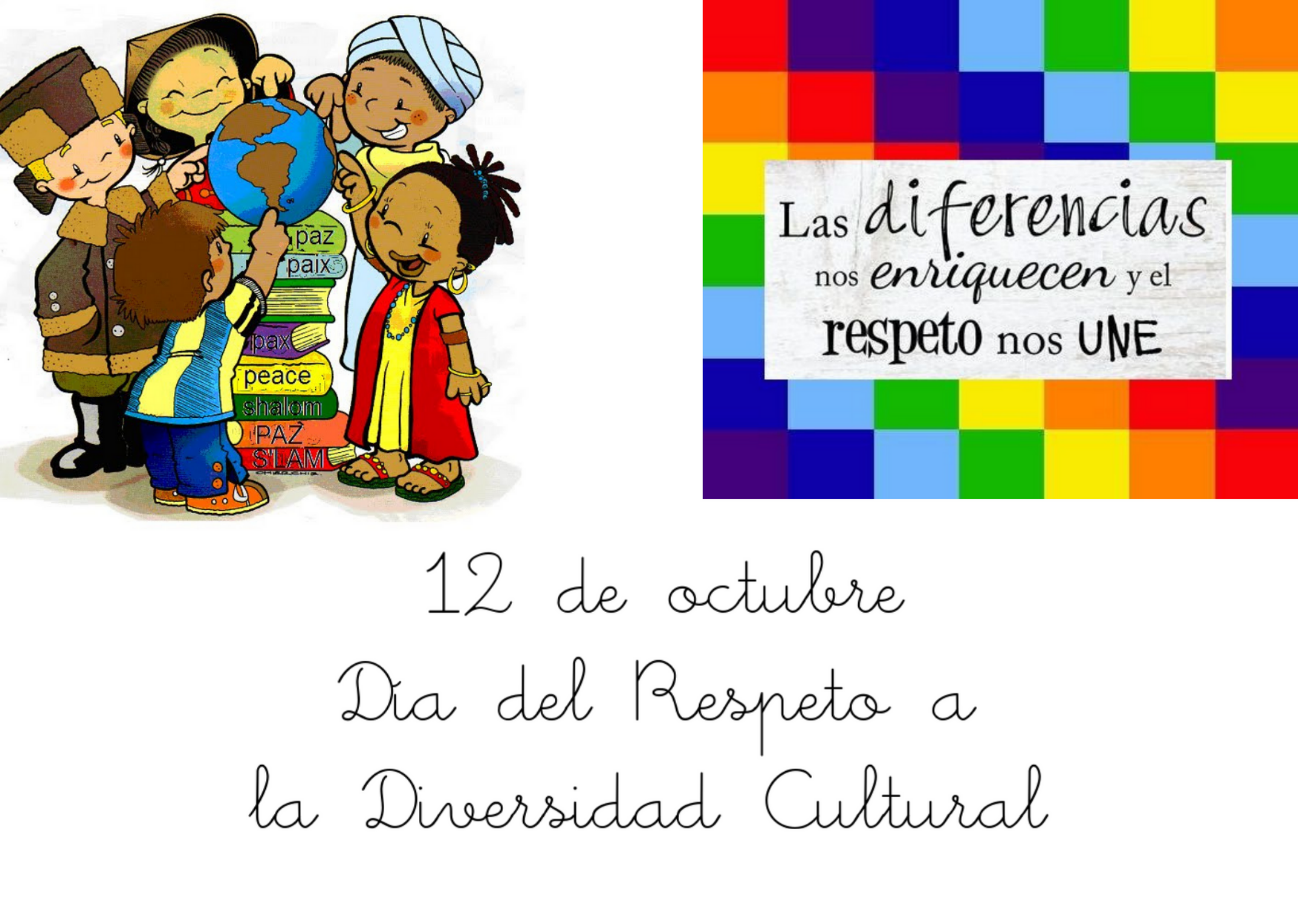 paz
paix
pax
peace
shalom
PAZ
S'LAM
Las diferencias
nos enriquecen y el
respeto nos UNE
12 de octubre
Día del Respeto a
la Diversidad Cultural